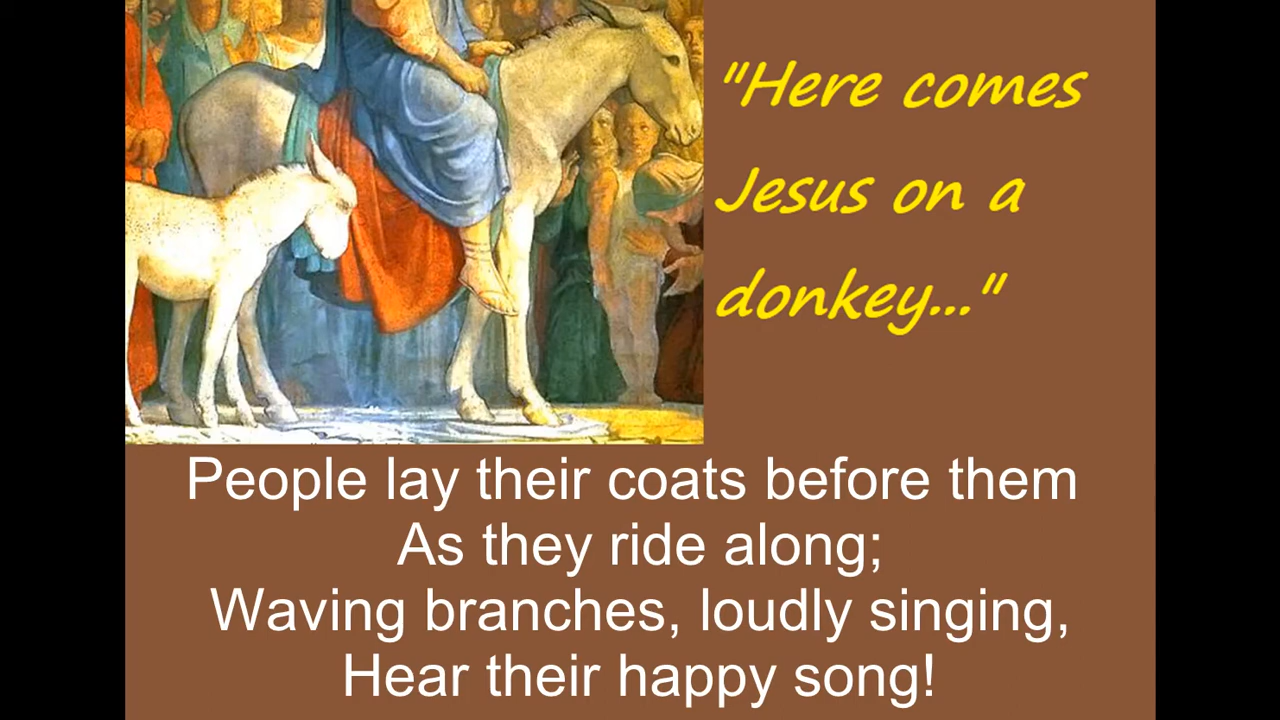 "Here comes
Jesus on a
donkey..."
People lay their coats before them
As they ride along;
Waving branches, loudly singing,
Hear their happy song!